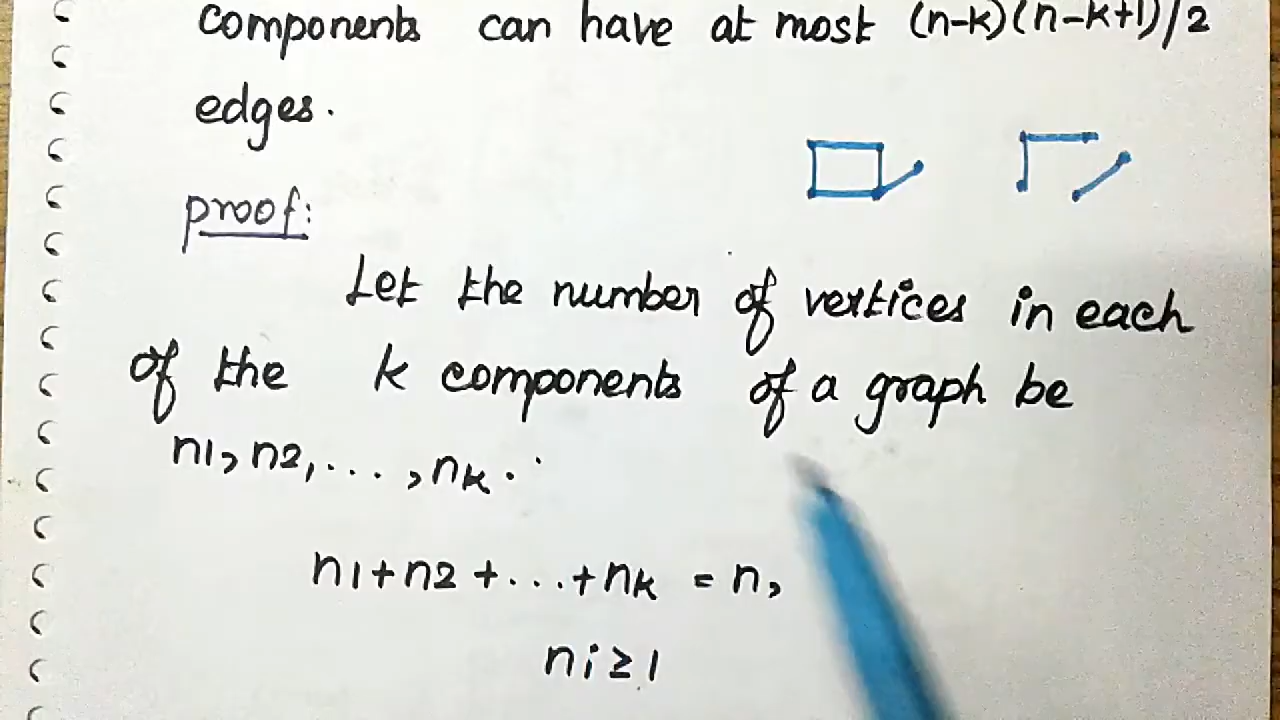 components can have at most (n-k)(n-k+1)/2
edges.
proof:
Let the number of vertices in each
of the k components of a graph be
n1, n2, ..., nk.
n1+n2+...+nk = n,
ni≥1